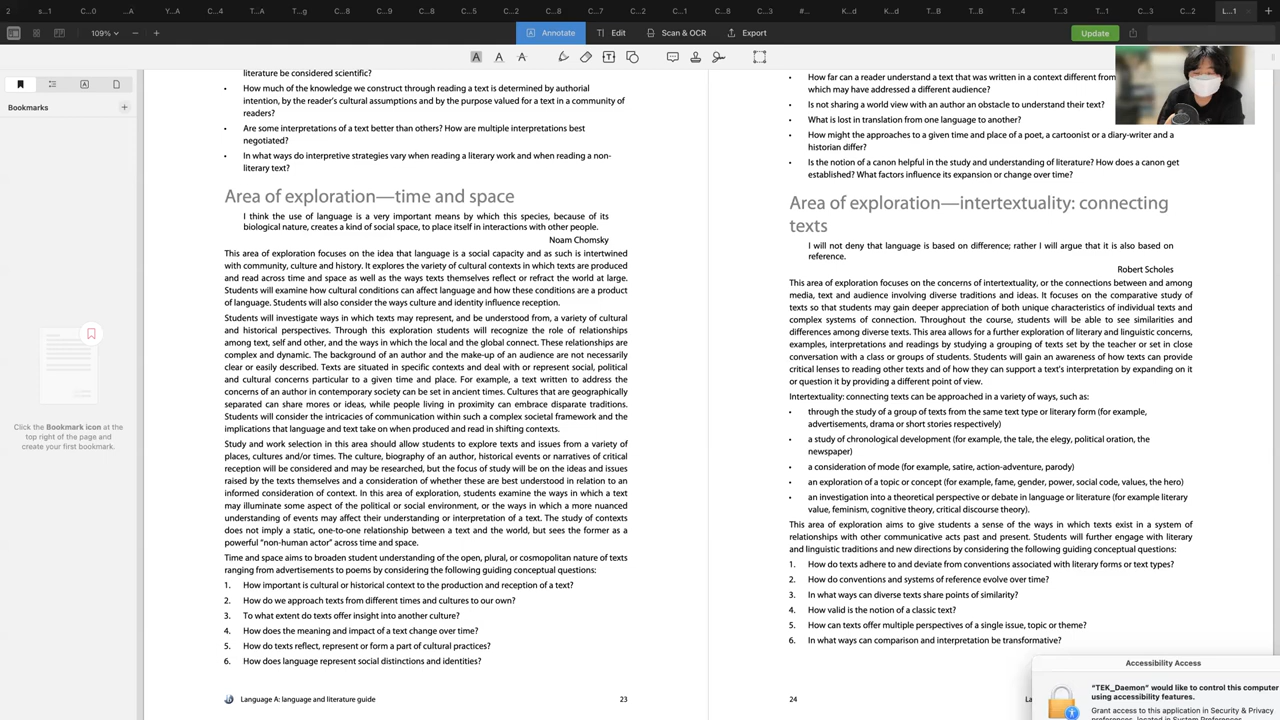 2 s...1 C...4 Y...A C...4 T...g C...8 C...3 C...2 C...1 C...8 C...3 #... K...d K...d T...B T...4 T...3 T...1 C...3 C...2 L...1
109%
Annotate
Edit
Scan & OCR
Export
Update
Bookmarks
Click the Bookmark icon at the
top right of the page and
create your first bookmark.
literature be considered scientific?
• How much of the knowledge we construct through reading a text is determined by authorial
intention, by the reader's cultural assumptions and by the purpose valued for a text in a community of
readers?
• Are some interpretations of a text better than others? How are multiple interpretations best
negotiated?
• In what ways do interpretive strategies vary when reading a literary work and when reading a non-
literary text?
Area of exploration—time and space
I think the use of language is a very important means by which this species, because of its
biological nature, creates a kind of social space, to place itself in interactions with other people.
Noam Chomsky
This area of exploration focuses on the idea that language is a social capacity and as such is intertwined
with community, culture and history. It explores the variety of cultural contexts in which texts are produced
and read across time and space as well as the ways texts themselves reflect or refract the world at large.
Students will examine how cultural conditions can affect language and how these conditions are a product
of language. Students will also consider the ways culture and identity influence reception.
Students will investigate ways in which texts may represent, and be understood from, a variety of cultural
and historical perspectives. Through this exploration students will recognize the role of relationships
among text, self and other, and the ways in which the local and the global connect. These relationships are
complex and dynamic. The background of an author and the make-up of an audience are not necessarily
clear or easily described. Texts are situated in specific contexts and deal with or represent social, political
and cultural concerns particular to a given time and place. For example, a text written to address the
concerns of an author in contemporary society can be set in ancient times. Cultures that are geographically
separated can share mores or ideas, while people living in proximity can embrace disparate traditions.
Students will consider the intricacies of communication within such a complex societal framework and the
implications that language and text take on when produced and read in shifting contexts.
Study and work selection in this area should allow students to explore texts and issues from a variety of
places, cultures and/or times. The culture, biography of an author, historical events or narratives of critical
reception will be considered and may be researched, but the focus of study will be on the ideas and issues
raised by the texts themselves and a consideration of whether these are best understood in relation to an
informed consideration of context. In this area of exploration, students examine the ways in which a text
may illuminate some aspect of the political or social environment, or the ways in which a more nuanced
understanding of events may affect their understanding or interpretation of a text. The study of contexts
does not imply a static, one-to-one relationship between a text and the world, but sees the former as a
powerful "non-human actor" across time and space.
Time and space aims to broaden student understanding of the open, plural, or cosmopolitan nature of texts
ranging from advertisements to poems by considering the following guiding conceptual questions:
1. How important is cultural or historical context to the production and reception of a text?
2. How do we approach texts from different times and cultures to our own?
3. To what extent do texts offer insight into another culture?
4. How does the meaning and impact of a text change over time?
5. How do texts reflect, represent or form a part of cultural practices?
6. How does language represent social distinctions and identities?
Language A: language and literature guide
23
• How far can a reader understand a text that was written in a context different from
which may have addressed a different audience?
• Is not sharing a world view with an author an obstacle to understand their text?
• What is lost in translation from one language to another?
• How might the approaches to a given time and place of a poet, a cartoonist or a diary-writer and a
historian differ?
• Is the notion of a canon helpful in the study and understanding of literature? How does a canon get
established? What factors influence its expansion or change over time?
Area of exploration—intertextuality: connecting
texts
I will not deny that language is based on difference; rather I will argue that it is also based on
reference.
Robert Scholes
This area of exploration focuses on the concerns of intertextuality, or the connections between and among
media, text and audience involving diverse traditions and ideas. It focuses on the comparative study of
texts so that students may gain deeper appreciation of both unique characteristics of individual texts and
complex systems of connection. Throughout the course, students will be able to see similarities and
differences among diverse texts. This area allows for a further exploration of literary and linguistic concerns,
examples, interpretations and readings by studying a grouping of texts set by the teacher or set in close
conversation with a class or groups of students. Students will gain an awareness of how texts can provide
critical lenses to reading other texts and of how they can support a text's interpretation by expanding on it
or question it by providing a different point of view.
Intertextuality: connecting texts can be approached in a variety of ways, such as:
• through the study of a group of texts from the same text type or literary form (for example,
advertisements, drama or short stories respectively)
• a study of chronological development (for example, the tale, the elegy, political oration, the
newspaper)
• a consideration of mode (for example, satire, action-adventure, parody)
• an exploration of a topic or concept (for example, fame, gender, power, social code, values, the hero)
• an investigation into a theoretical perspective or debate in language or literature (for example literary
value, feminism, cognitive theory, critical discourse theory).
This area of exploration aims to give students a sense of the ways in which texts exist in a system of
relationships with other communicative acts past and present. Students will further engage with literary
and linguistic traditions and new directions by considering the following guiding conceptual questions:
1. How do texts adhere to and deviate from conventions associated with literary forms or text types?
2. How do conventions and systems of reference evolve over time?
3. In what ways can diverse texts share points of similarity?
4. How valid is the notion of a classic text?
5. How can texts offer multiple perspectives of a single issue, topic or theme?
6. In what ways can comparison and interpretation be transformative?
24
La
Accessibility Access
"TEK_Daemon" would like to control this computer
using accessibility features.
Grant access to this application in Security & Privacy
preferences, located in System Preferences.